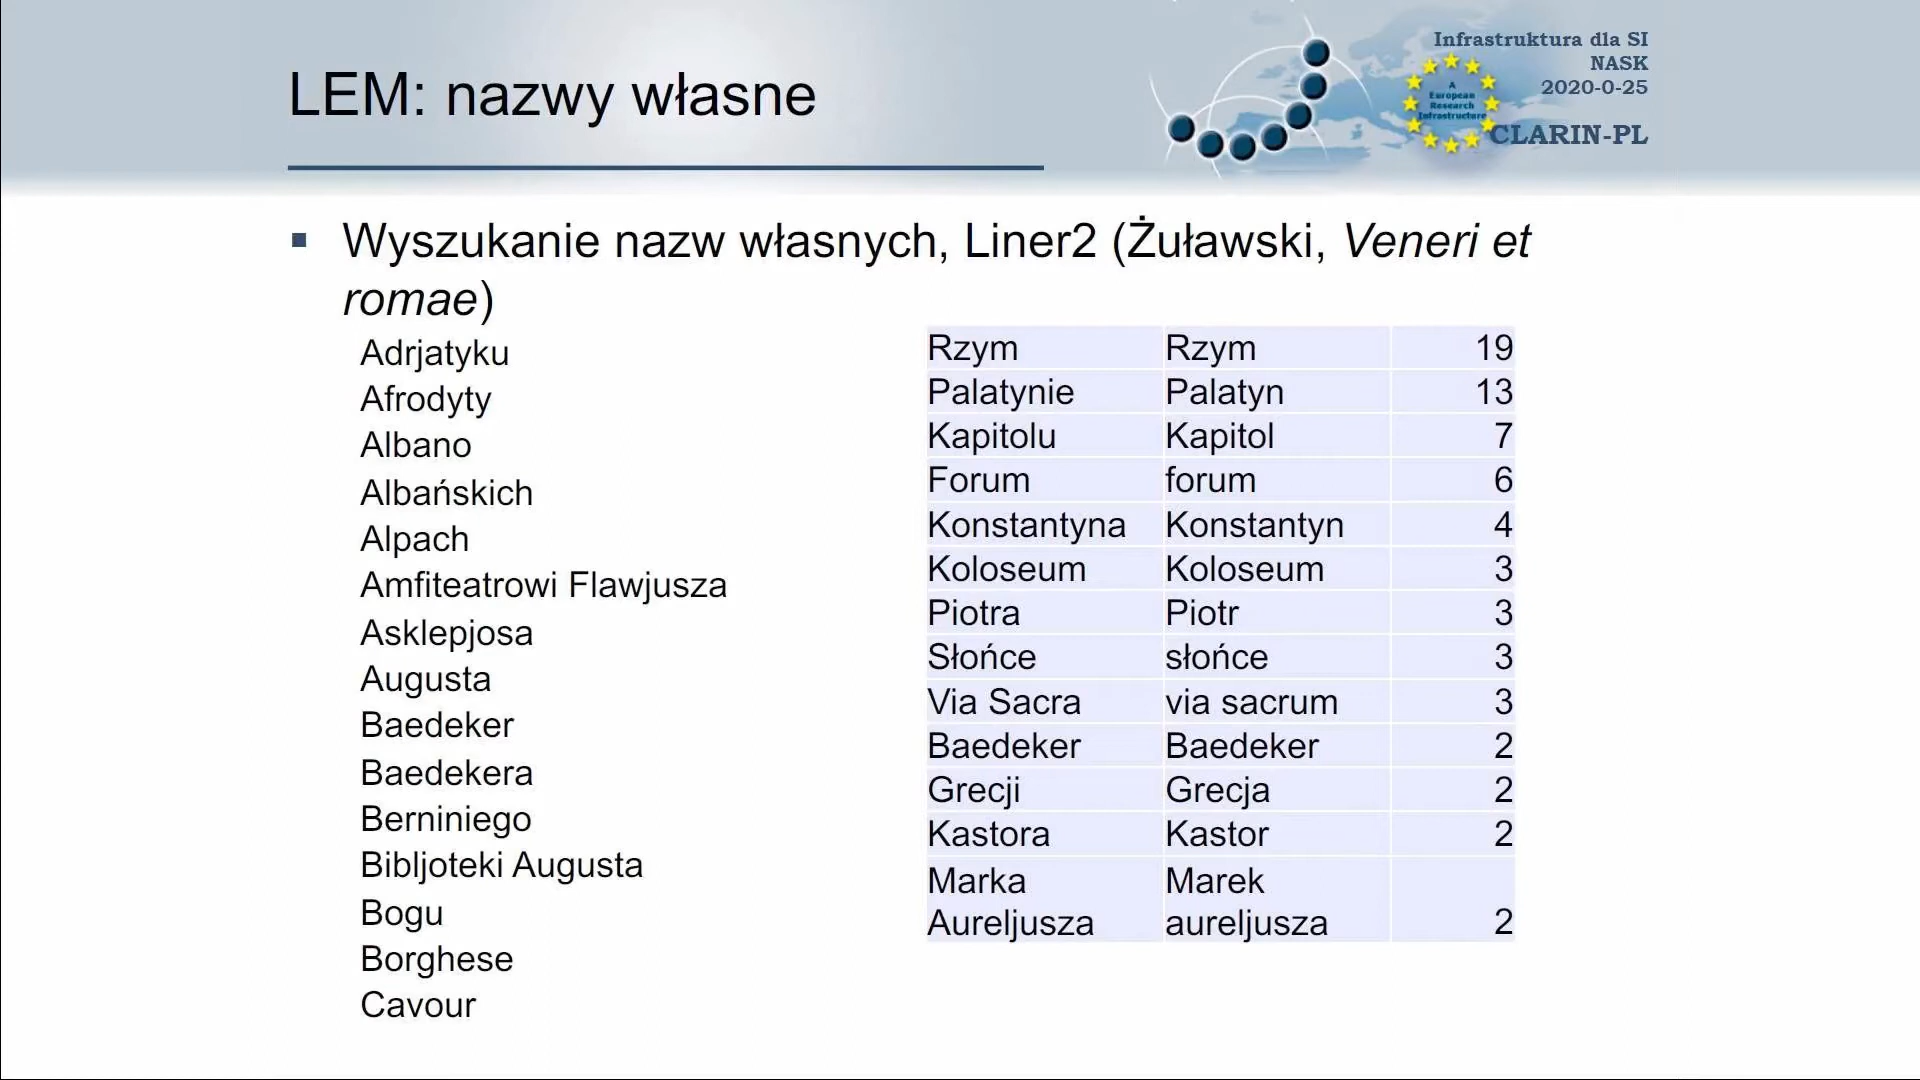 LEM: nazwy własne
Infrastruktura dla SI
NASK
2020-0-25
CLARIN-PL
A
European
Research
Infrastructure
Wyszukanie nazw własnych, Liner2 (Żuławski, Veneri et
romae)
Adrjatyku
Afrodyty
Albano
Albańskich
Alpach
Amfiteatrowi Flawjusza
Asklepjosa
Augusta
Baedeker
Baedekera
Berniniego
Bibljoteki Augusta
Bogu
Borghese
Cavour
Rzym Rzym 19
Palatynie Palatyn 13
Kapitolu Kapitol 7
Forum forum 6
Konstantyna Konstantyn 4
Koloseum Koloseum 3
Piotra Piotr 3
Słońce słońce 3
Via Sacra via sacrum 3
Baedeker Baedeker 2
Grecji Grecja 2
Kastora Kastor 2
Marka Marek
Aureljusza aureljusza 2